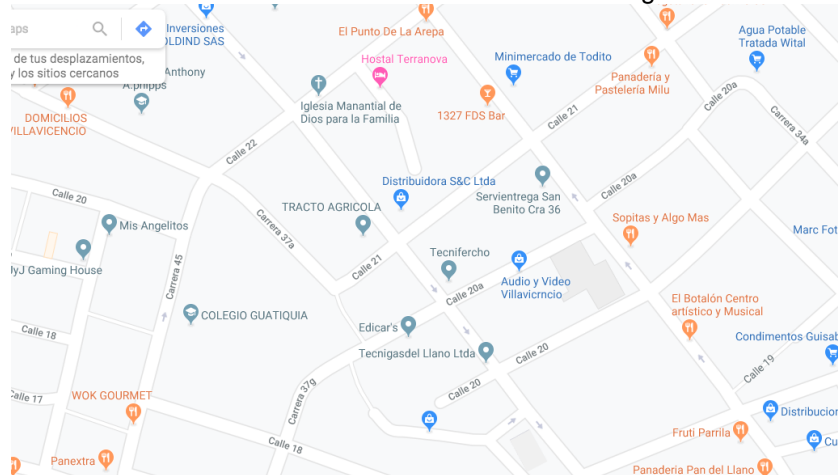 aps
Inversiones
OLDIND SAS
de tus desplazamientos,
y los sitios cercanos
Anthony
A.phipps
DOMICILIOS
VILLAVICENCIO
El Punto De La Arepa
Hostal Terranova
Iglesia Manantial de
Dios para la Familia
1327 FDS Bar
Minimercado de Todito
Panadería y
Pastelería Milu
Agua Potable
Tratada Wital
Calle 20a
Carrera 34a
Calle 21
Calle 22
Calle 20
Mis Angelitos
Carrera 37a
TRACTO AGRICOLA
Distribuidora S&C Ltda
Servientrega San
Benito Cra 36
Calle 20a
Sopitas y Algo Mas
Marc Fot
JyJ Gaming House
Carrera 45
Calle 21
Tecnifercho
Audio y Video
Villavicrncio
Calle 20a
COLEGIO GUATIQUIA
Edicar's
Tecnigasdel Llano Ltda
El Botalón Centro
artístico y Musical
Condimentos Guisab
Calle 18
Calle 20
Calle 19
Calle 17
WOK GOURMET
Carrera 37g
Calle 20
Distribucion
Calle 18
Fruti Parrila
Cu
Panextra
Panaderia Pan del Llano